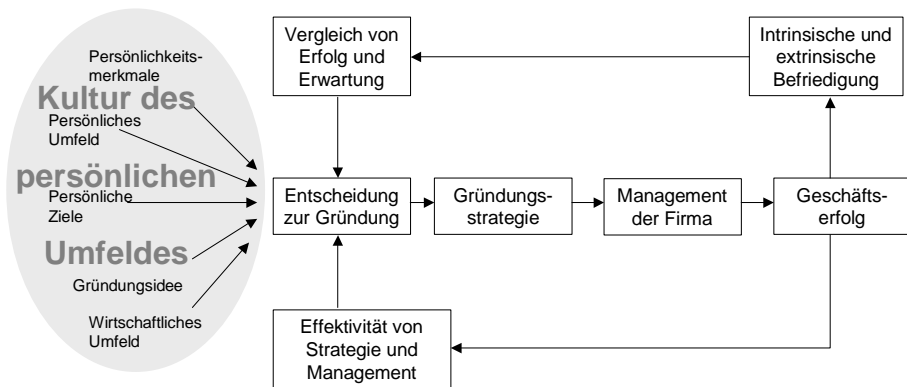 Persönlichkeits-
merkmale
Kultur des
Persönliches
Umfeld
persönlichen
Persönliche
Ziele
Umfeldes
Gründungsidee
Wirtschaftliches
Umfeld
Vergleich von
Erfolg und
Erwartung
Intrinsische und
extrinsische
Befriedigung
Entscheidung
zur Gründung
Gründungs-
strategie
Management
der Firma
Geschäfts-
erfolg
Effektivität von
Strategie und
Management